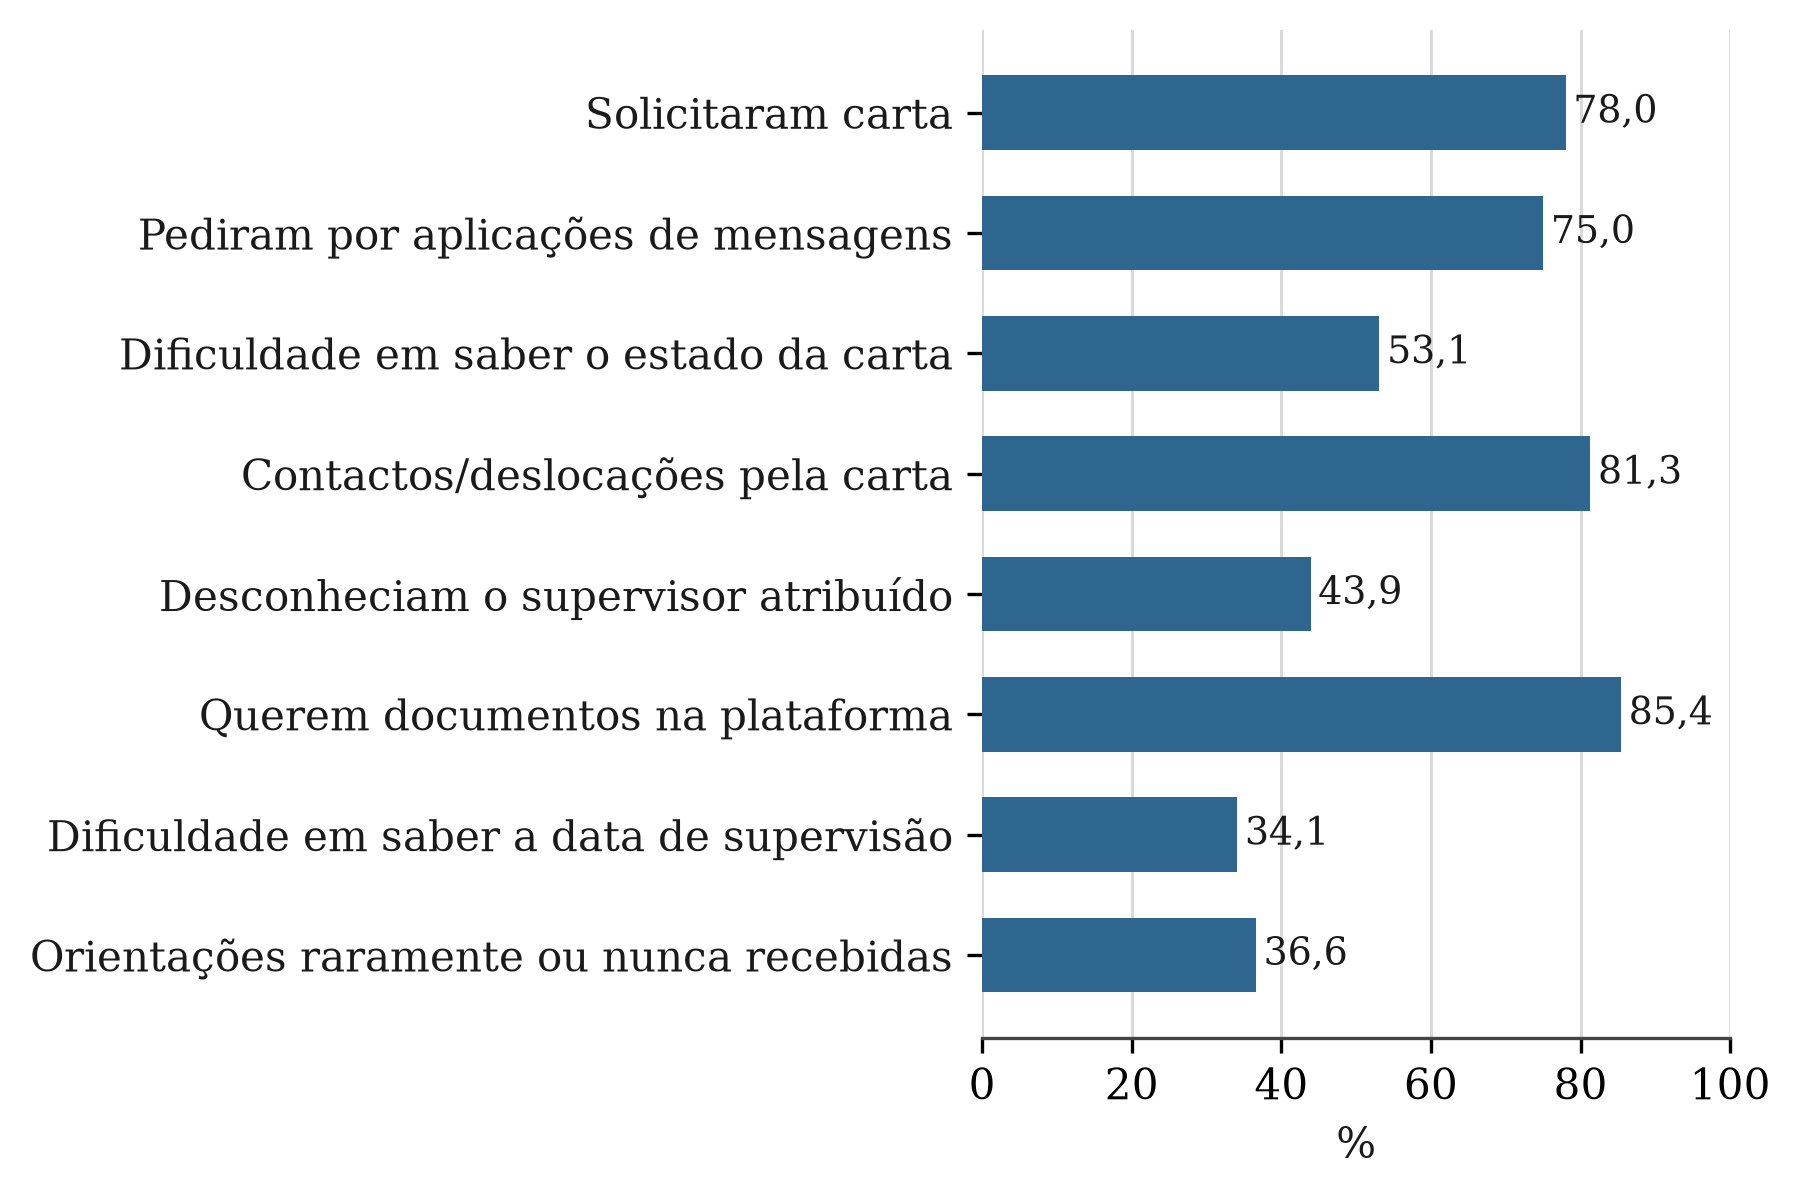 Solicitaram carta 78,0
Pediram por aplicações de mensagens 75,0
Dificuldade em saber o estado da carta 53,1
Contactos/deslocações pela carta 81,3
Desconheciam o supervisor atribuído 43,9
Querem documentos na plataforma 85,4
Dificuldade em saber a data de supervisão 34,1
Orientações raramente ou nunca recebidas 36,6
0 20 40 60 80 100
%